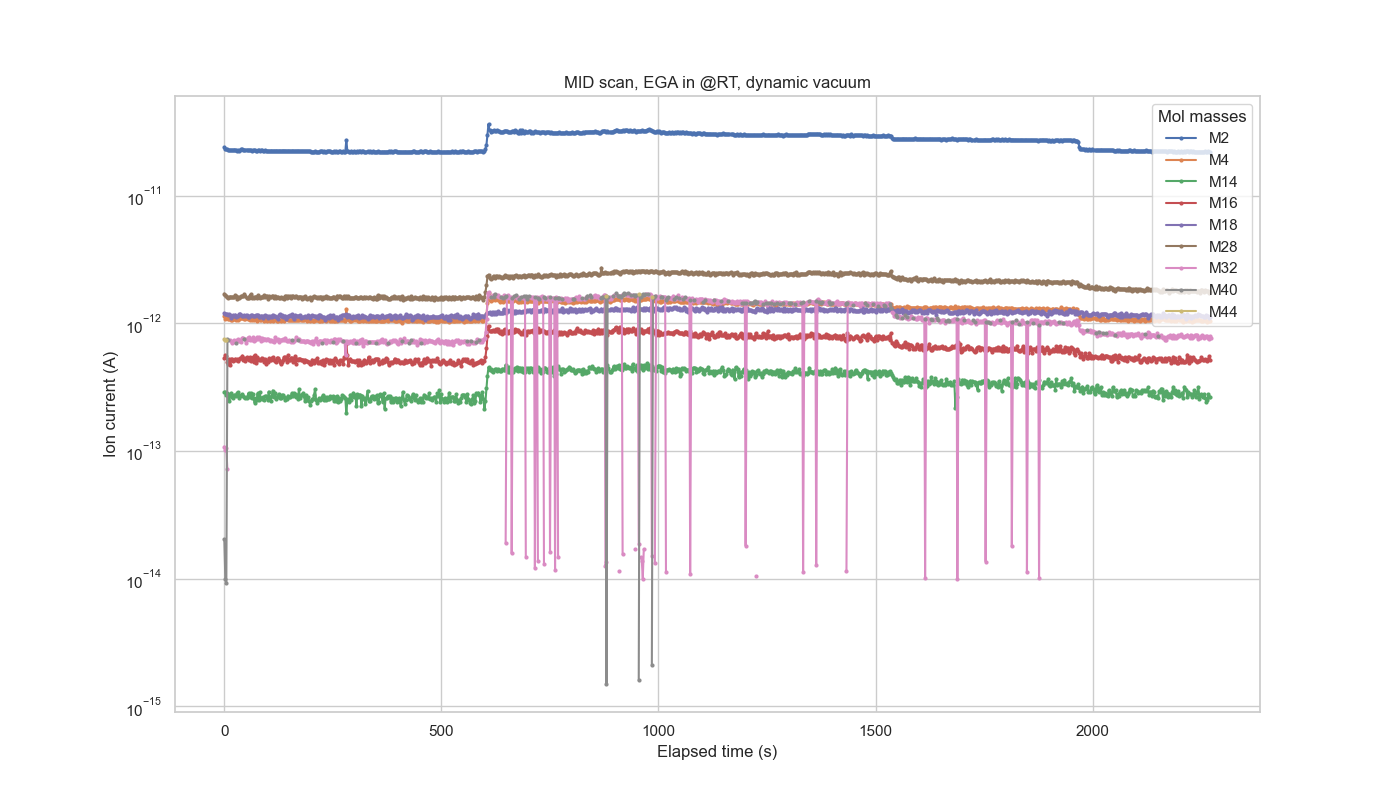 MID scan, EGA in @RT, dynamic vacuum
Mol masses
M2
M4
M14
M16
M18
M28
M32
M40
M44
10−11
10−12
10−13
10−14
10−15
Ion current (A)
0 500 1000 1500 2000
Elapsed time (s)